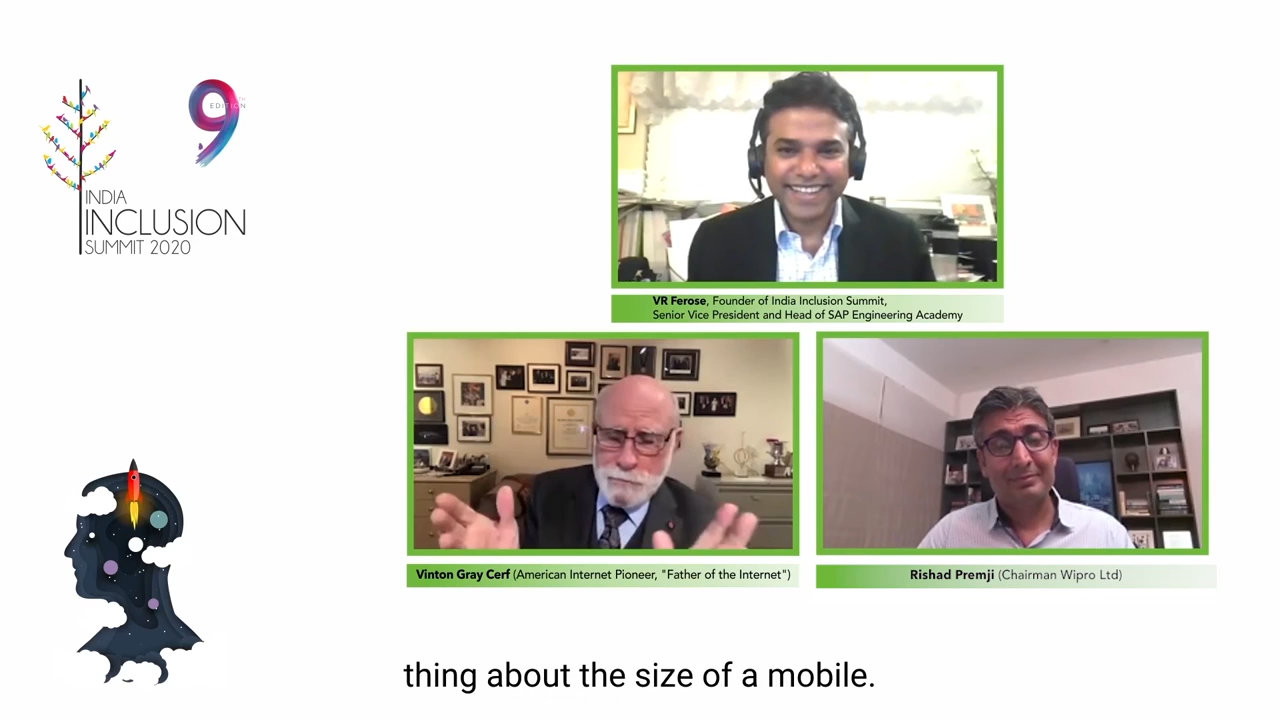 9
EDITION
INDIA
INCLUSION
SUMMIT 2020
VR Ferose, Founder of India Inclusion Summit,
Senior Vice President and Head of SAP Engineering Academy
Vinton Gray Cerf (American Internet Pioneer, "Father of the Internet")
Rishad Premji (Chairman Wipro Ltd)
thing about the size of a mobile.